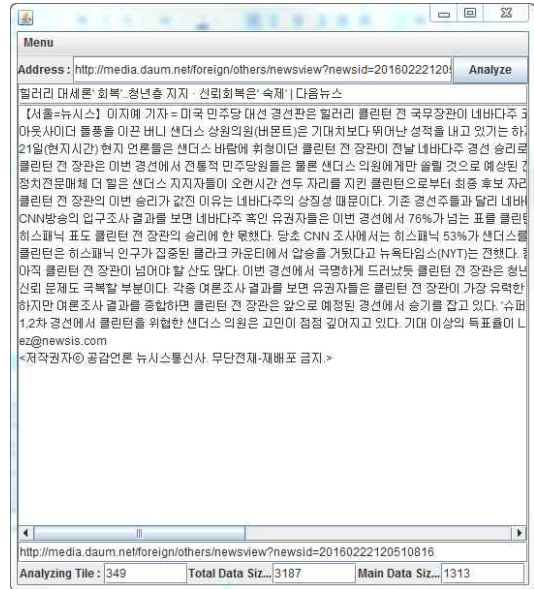 Menu
Address : http://media.daum.net/foreign/others/newsview?newsid=2016022212051 Analyze
힐러리 대세론' 회복'..청년층 지지 · 신뢰회복은' 숙제' | 다음뉴스
【서울=뉴시스】이지예 기자 = 미국 민주당 대선 경선판은 힐러리 클린턴 전 국무장관이 네바다주
아웃사이더 돌풍을 이끈 버니 샌더스 상원의원(버몬트)은 기대치보다 뛰어난 성적을 내고 있기는 하지
21일(현지시간) 현지 언론들은 샌더스 바람에 휘청이던 클린턴 전 장관이 전날 네바다주 경선 승리로
클린턴 전 장관은 이번 경선에서 전통적 민주당원들은 물론 샌더스 의원에게만 쏠릴 것으로 예상된
정치전문매체 더 힐은 샌더스 지지자들이 오랜시간 선두 자리를 지킨 클린턴으로부터 최종 후보 자리
클린턴 전 장관의 이번 승리가 값진 이유는 네바다주의 상징성 때문이다. 기존 경선주들과 달리 네바
CNN방송의 입구조사 결과를 보면 네바다주 흑인 유권자들은 이번 경선에서 76%가 넘는 표를 클린턴
히스패닉 표도 클린턴 전 장관의 승리에 한 몫했다. 당초 CNN 조사에서는 히스패닉 53%가 샌더스를
클린턴은 히스패닉 인구가 집중된 클라크 카운티에서 압승을 거뒀다고 뉴욕타임스(NYT)는 전했다.
아직 클린턴 전 장관이 넘어야 할 산도 많다. 이번 경선에서 극명하게 드러났듯 클린턴 전 장관은 청년
신뢰 문제도 극복할 부분이다. 각종 여론조사 결과를 보면 유권자들은 클린턴 전 장관이 가장 유력한
하지만 여론조사 결과를 종합하면 클린턴 전 장관은 앞으로 예정된 경선에서 승기를 잡고 있다. '슈퍼
1,2차 경선에서 클린턴을 위협한 샌더스 의원은 고민이 점점 깊어지고 있다. 기대 이상의 득표율이
ez@newsis.com
<저작권자ⓒ 공감언론 뉴시스통신사. 무단전재-재배포 금지.>
http://media.daum.net/foreign/others/newsview?newsid=20160222120510816
Analyzing Tile : 349 Total Data Siz... 3187 Main Data Siz... 1313